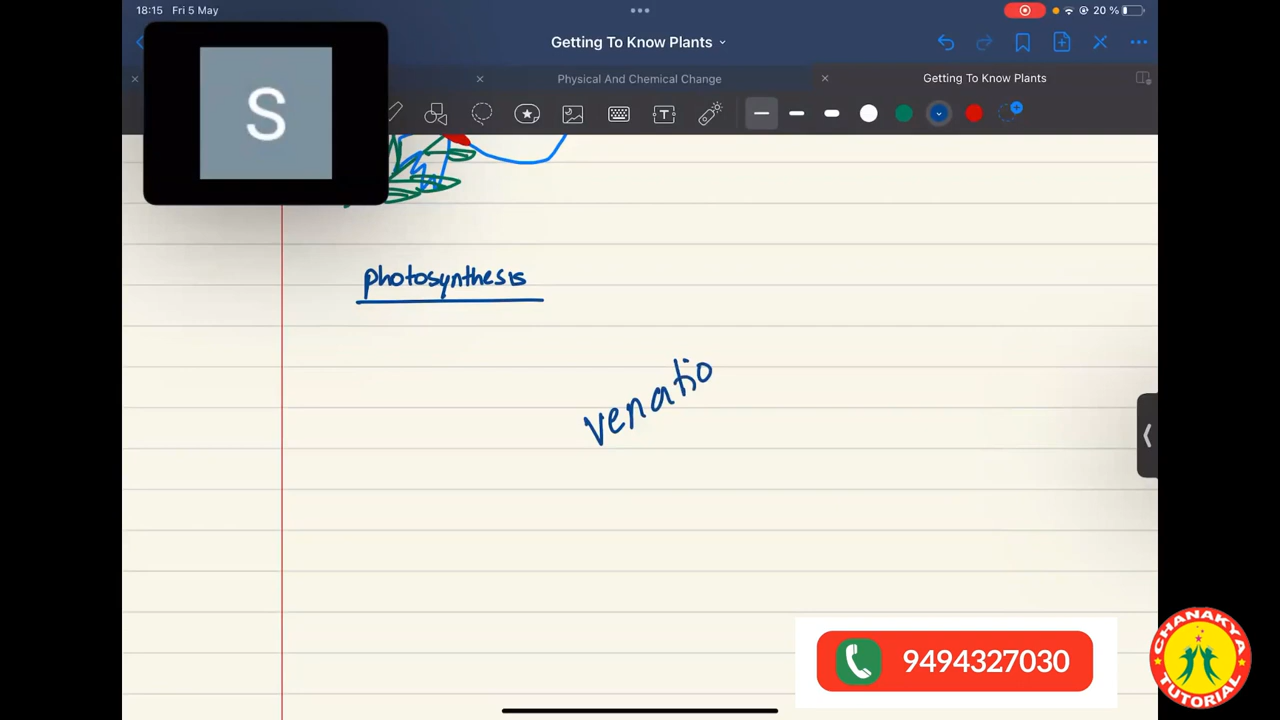 18:15 Fri 5 May
20 %
Getting To Know Plants
Physical And Chemical Change
Getting To Know Plants
S
T
photosynthesis
venatio
9494327030
CHANAKYA
TUTORIAL